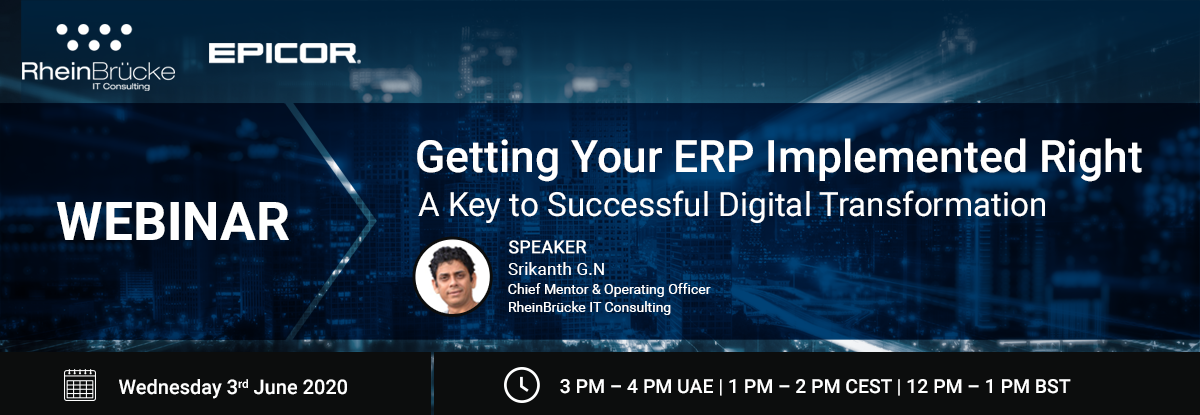 RheinBrücke
IT Consulting
EPICOR®
WEBINAR
Getting Your ERP Implemented Right
A Key to Successful Digital Transformation
SPEAKER
Srikanth G.N
Chief Mentor & Operating Officer
RheinBrücke IT Consulting
Wednesday 3rd June 2020
3 PM – 4 PM UAE | 1 PM – 2 PM CEST | 12 PM – 1 PM BST